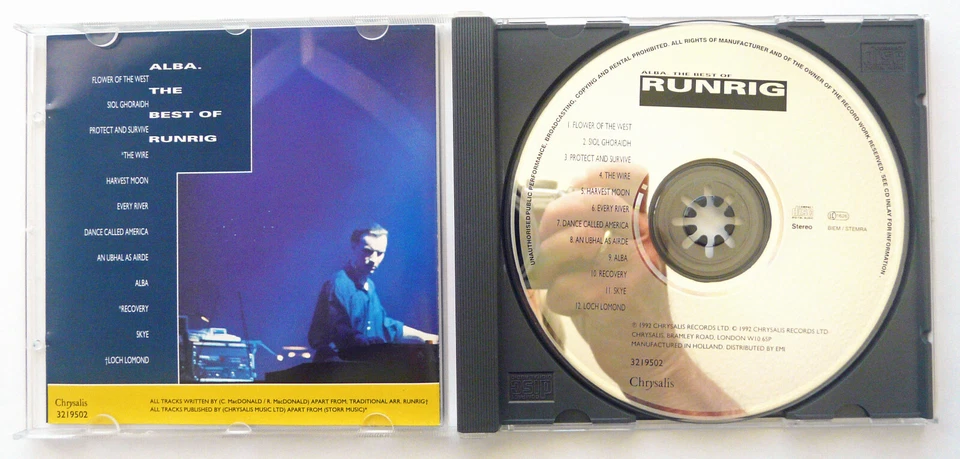 ALBA.
THE
BEST OF
RUNRIG
FLOWER OF THE WEST
SIOL GHORAIDH
PROTECT AND SURVIVE
*THE WIRE
HARVEST MOON
EVERY RIVER
DANCE CALLED AMERICA
AN UBHAL AS AIRDE
ALBA
*RECOVERY
SKYE
†LOCH LOMOND
Chrysalis
3219502
ALL TRACKS WRITTEN BY (C. MacDONALD / R. MacDONALD) APART FROM: TRADITIONAL ARR. RUNRIG†
ALL TRACKS PUBLISHED BY (CHRYSALIS MUSIC LTD) APART FROM (STORR MUSIC)*
UNAUTHORISED PUBLIC PERFORMANCE, BROADCASTING, COPYING AND RENTAL PROHIBITED. ALL RIGHTS OF MANUFACTURER AND OF THE OWNER OF THE RECORD WORK RESERVED. SEE CD INLAY FOR INFORMATION
ALBA. THE BEST OF
RUNRIG
1. FLOWER OF THE WEST
2. SIOL GHORAIDH
3. PROTECT AND SURVIVE
4. THE WIRE
5. HARVEST MOON
6. EVERY RIVER
7. DANCE CALLED AMERICA
8. AN UBHAL AS AIRDE
9. ALBA
10. RECOVERY
11. SKYE
12. LOCH LOMOND
Stereo
BIEM / STEMRA
℗ 1992 CHRYSALIS RECORDS LTD. © 1992 CHRYSALIS RECORDS LTD.
CHRYSALIS, BRAMLEY ROAD, LONDON W10 6SP
MANUFACTURED IN HOLLAND. DISTRIBUTED BY EMI
3219502
Chrysalis